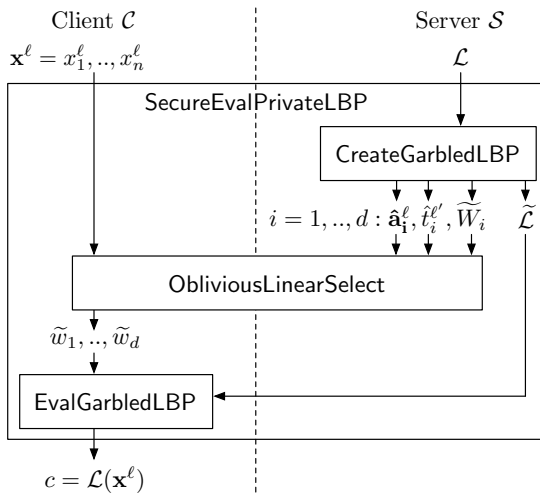 Client 𝒞 Server 𝒮
𝐱^ℓ = x_1^ℓ,..,x_n^ℓ ℒ
SecureEvalPrivateLBP
CreateGarbledLBP
i = 1,..,d : 𝐚̂_𝐢^ℓ, t̂_i^ℓ′, W̃_i ℒ̃
ObliviousLinearSelect
w̃_1,..,w̃_d
EvalGarbledLBP
c = ℒ(𝐱^ℓ)